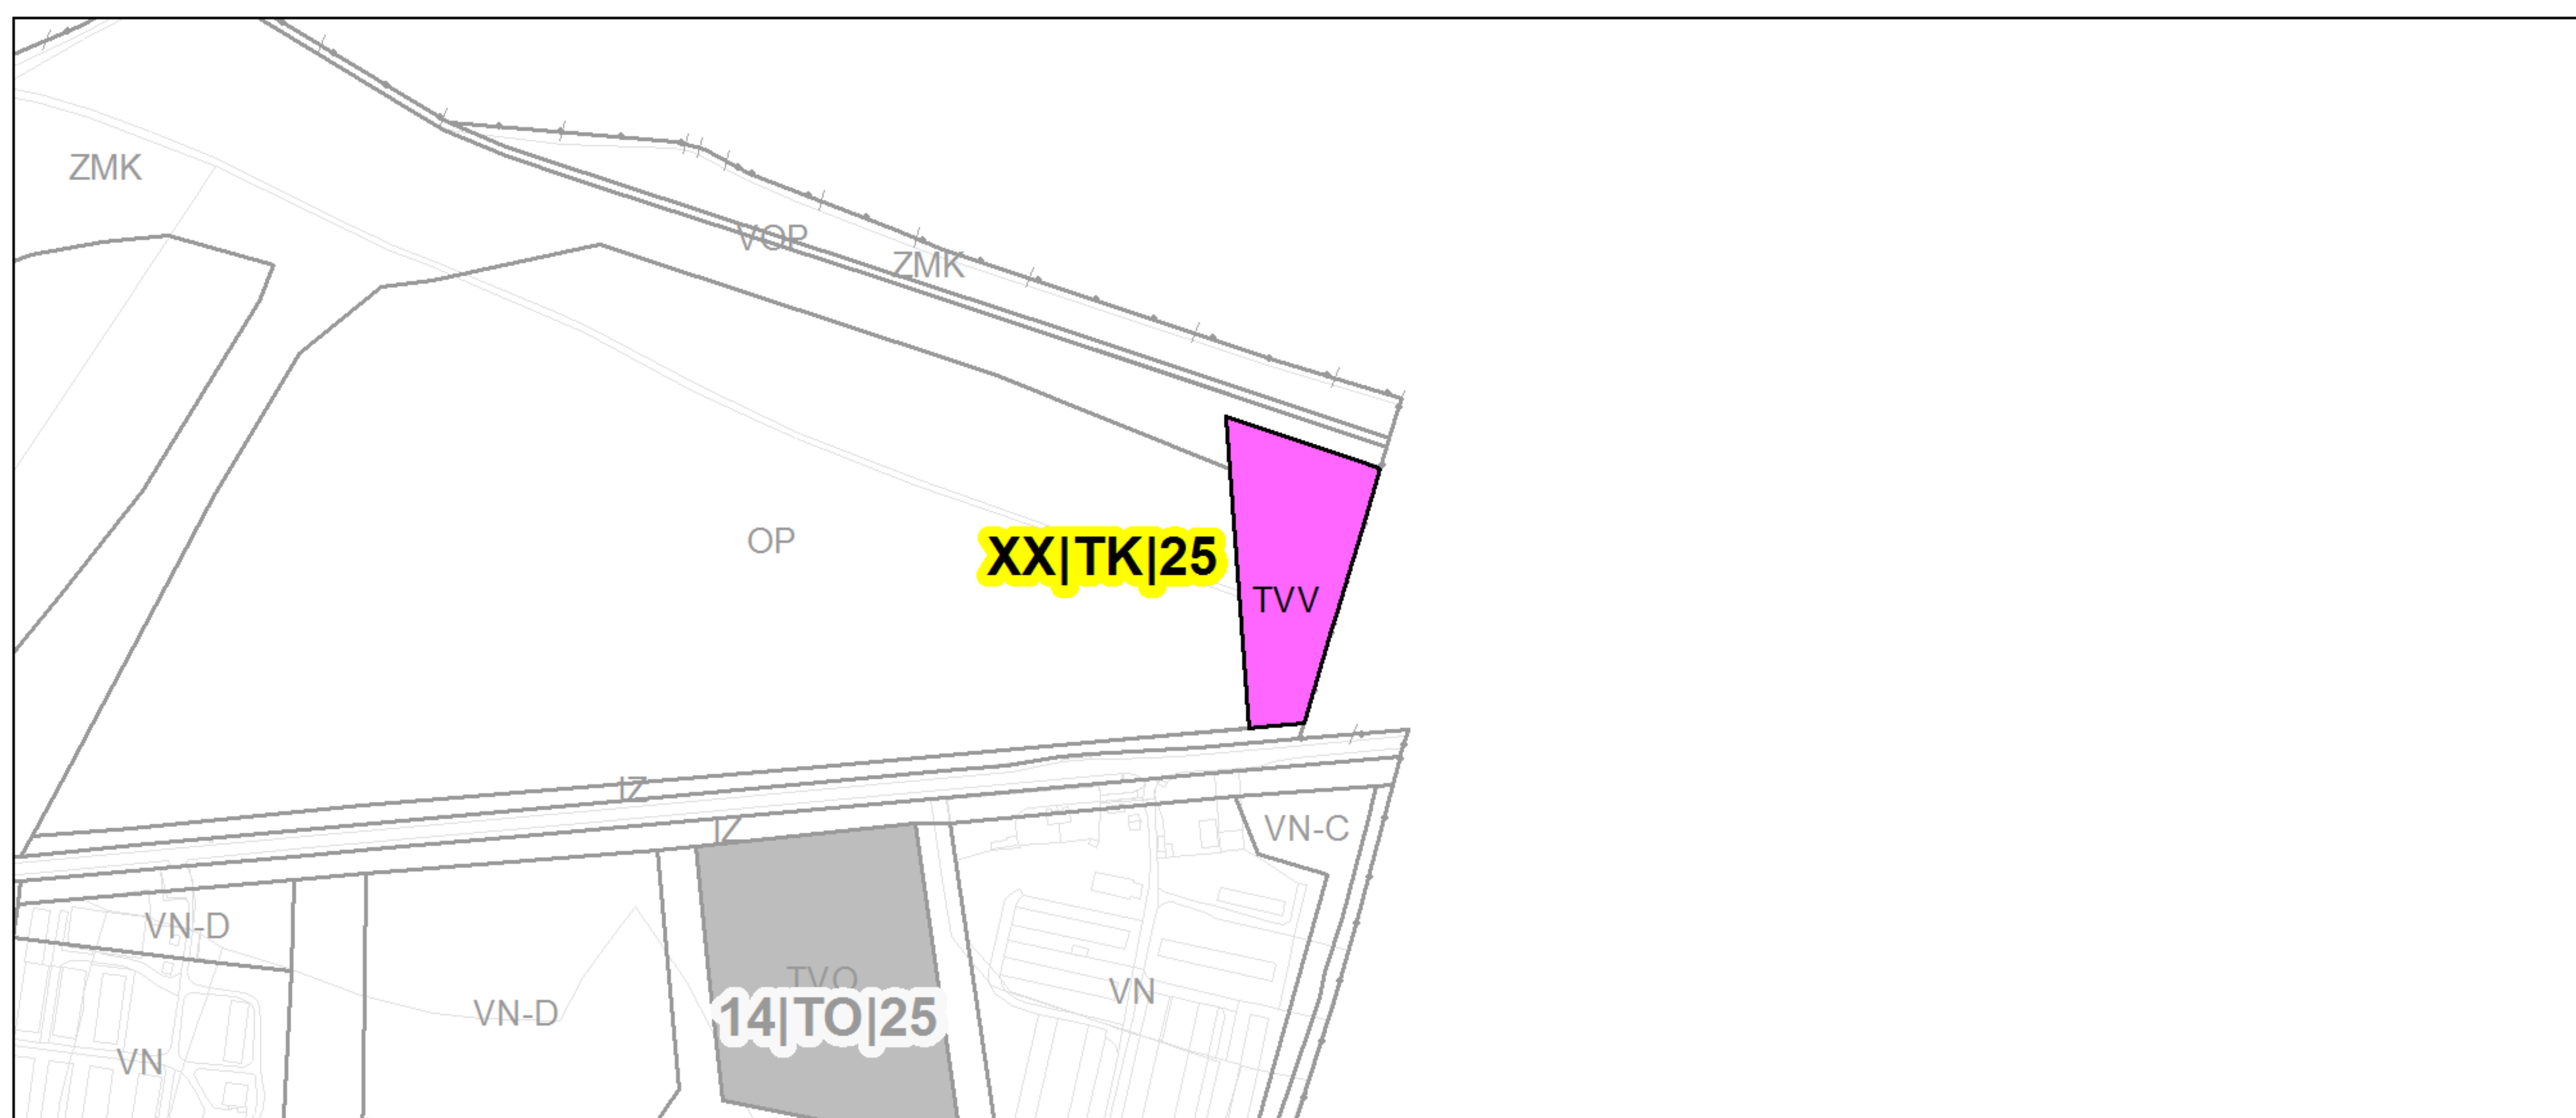 ZMK
VOP
ZMK
OP
XX|TK|25
TVV
IZ
IZ
VN-C
VN-D
TVO
VN
VN-D
14|TO|25
VN